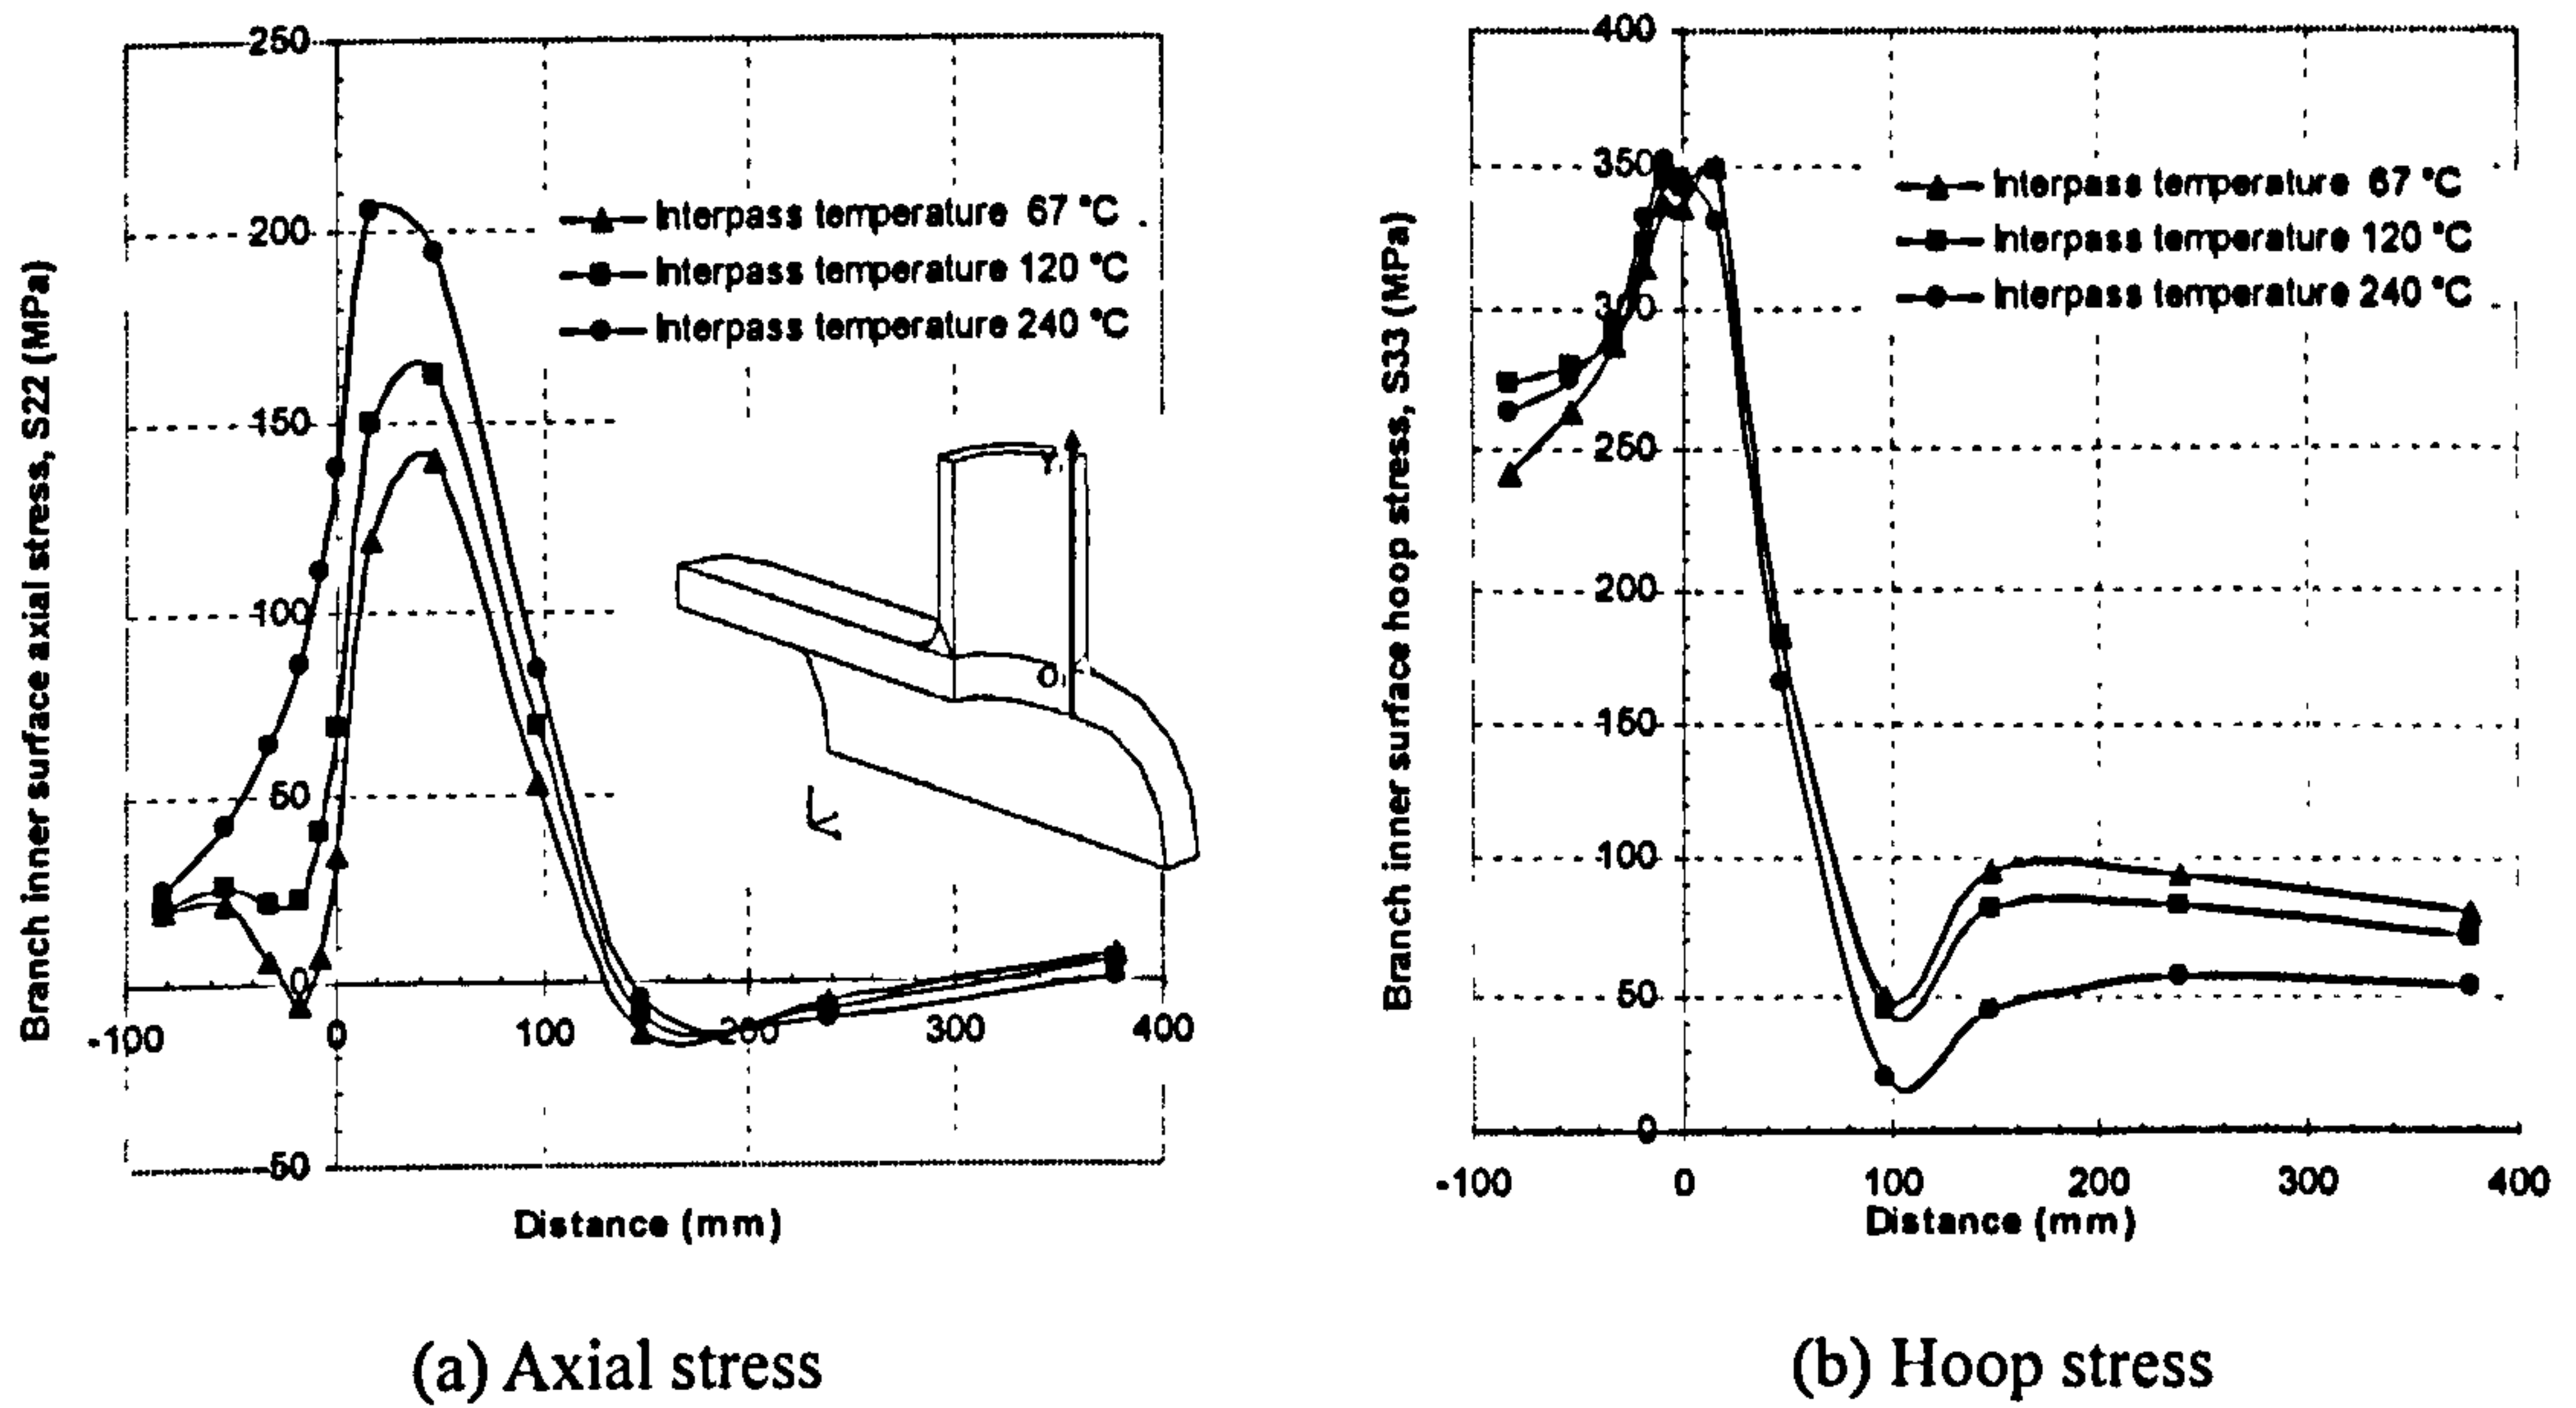 250
200
150
100
50
0
-50
-100
0
100
200
300
400
Branch inner surface axial stress, S22 (MPa)
Distance (mm)
Interpass temperature 67 °C
Interpass temperature 120 °C
Interpass temperature 240 °C
Y
O
(a) Axial stress
400
350
300
250
200
150
100
50
0
-100
0
100
200
300
400
Branch inner surface hoop stress, S33 (MPa)
Distance (mm)
Interpass temperature 67 °C
Interpass temperature 120 °C
Interpass temperature 240 °C
(b) Hoop stress